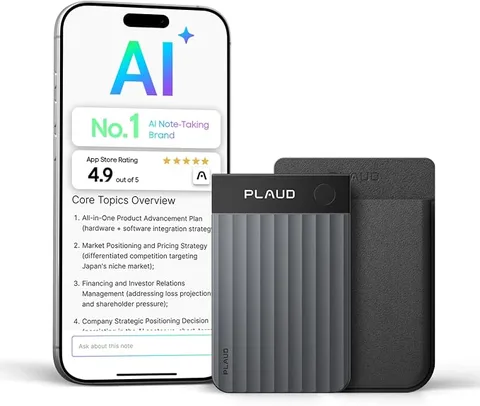 AI
No.1 AI Note-Taking
Brand
App Store Rating
4.9 out of 5
Core Topics Overview
1. All-in-One Product Advancement Plan
(hardware + software integration strategy
2. Market Positioning and Pricing Strategy
(differentiated competition targeting
Japan's niche market);
3. Financing and Investor Relations
Management (addressing loss projection
and shareholder pressure);
4. Company Strategic Positioning Decision
Ask about this note
PLAUD
PLAUD
PLAUD